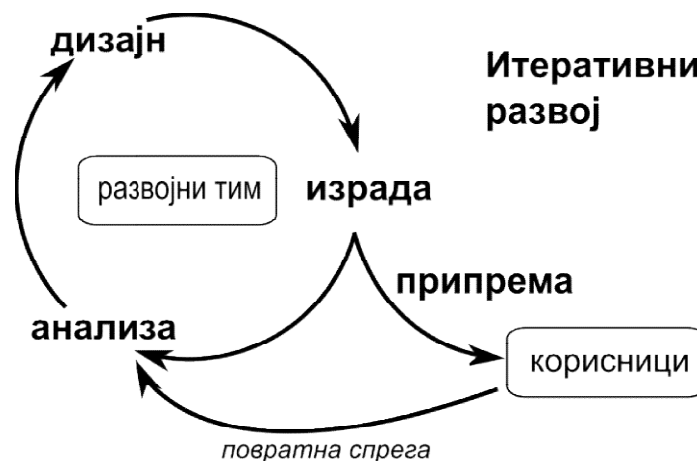 дизајн
Итеративни
развој
развојни тим
израда
припрема
анализа
корисници
повратна спрега